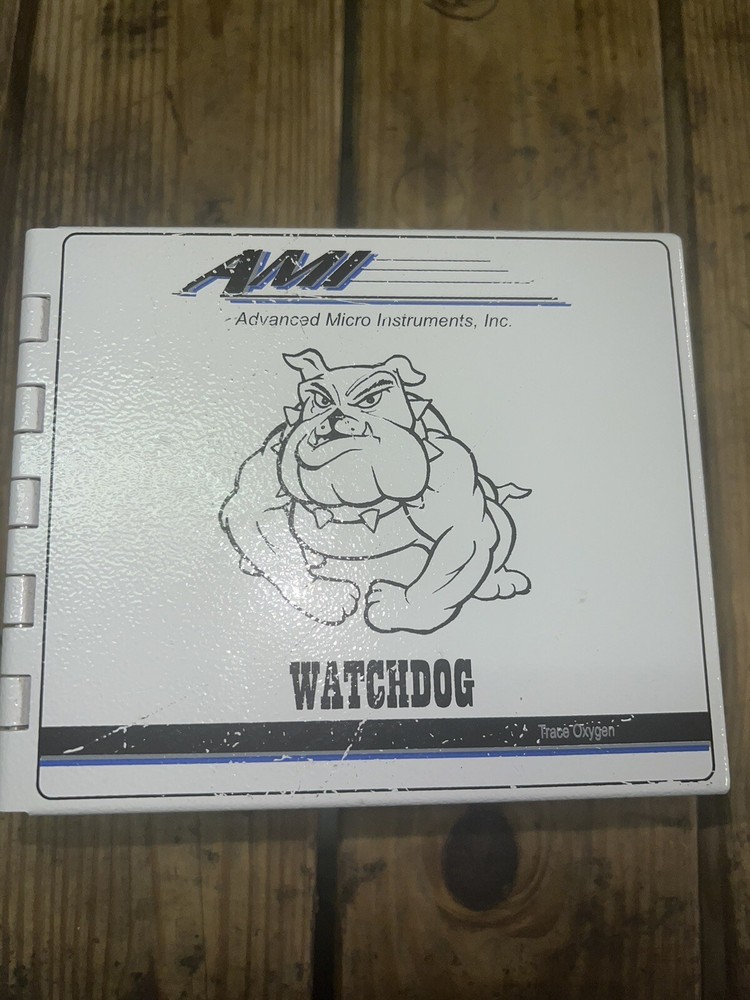 AMI
Advanced Micro Instruments, Inc.
WATCHDOG
Trace Oxygen